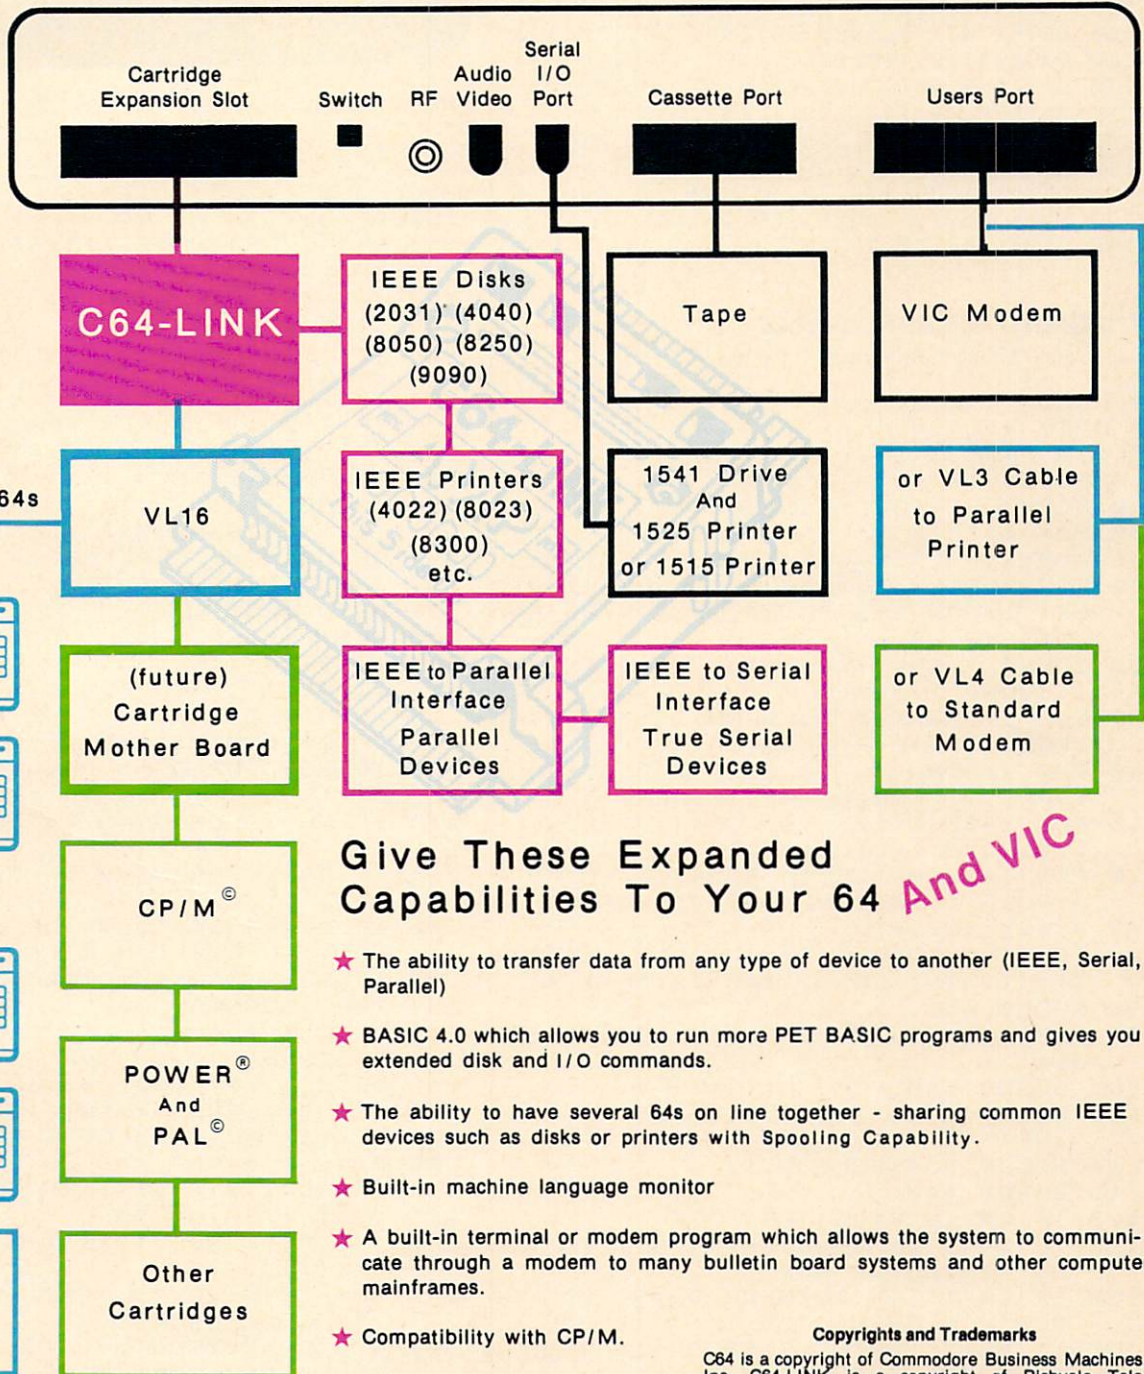 Cartridge
Expansion Slot
Switch
RF
Audio
Video
Serial
I/O
Port
Cassette Port
Users Port
C64-LINK
IEEE Disks
(2031) (4040)
(8050) (8250)
(9090)
Tape
VIC Modem
64s
VL16
IEEE Printers
(4022) (8023)
(8300)
etc.
1541 Drive
And
1525 Printer
or 1515 Printer
or VL3 Cable
to Parallel
Printer
(future)
Cartridge
Mother Board
IEEE to Parallel
Interface
Parallel
Devices
IEEE to Serial
Interface
True Serial
Devices
or VL4 Cable
to Standard
Modem
CP/M©
POWER®
And
PAL©
Other
Cartridges
Give These Expanded
Capabilities To Your 64 And VIC
★ The ability to transfer data from any type of device to another (IEEE, Serial,
Parallel)
★ BASIC 4.0 which allows you to run more PET BASIC programs and gives you
extended disk and I/O commands.
★ The ability to have several 64s on line together - sharing common IEEE
devices such as disks or printers with Spooling Capability.
★ Built-in machine language monitor
★ A built-in terminal or modem program which allows the system to communi-
cate through a modem to many bulletin board systems and other compute
mainframes.
★ Compatibility with CP/M.
Copyrights and Trademarks
C64 is a copyright of Commodore Business Machines
Inc. C64-LINK is a copyright of Richvale Tele